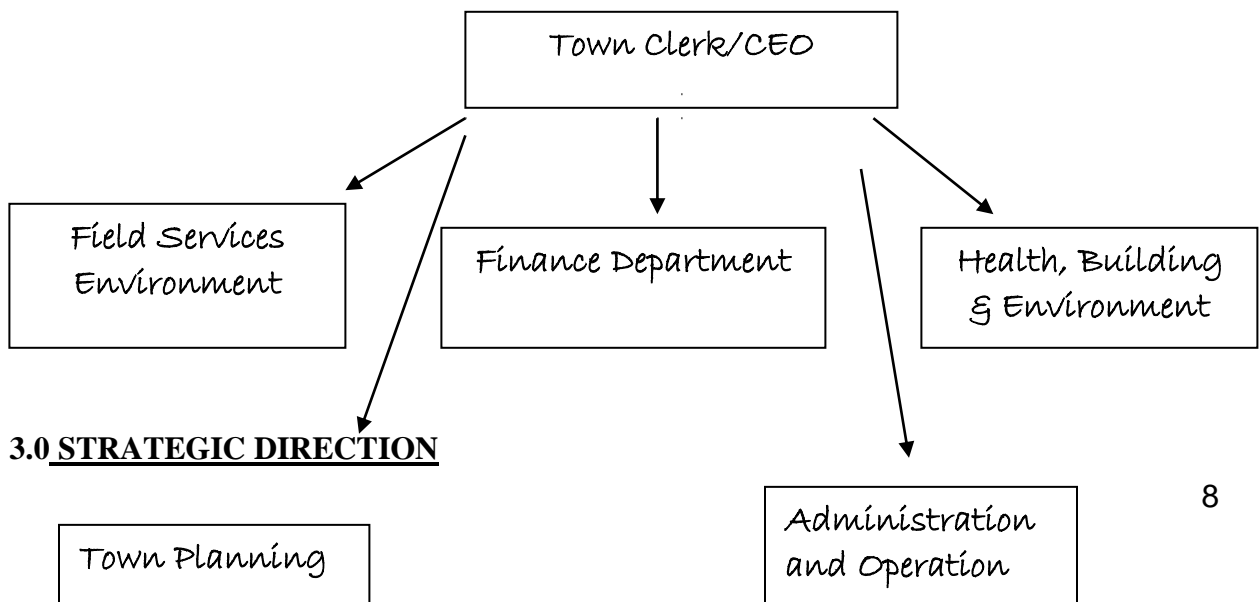 Town Clerk/CEO
Field Services
Environment
Finance Department
Health, Building
& Environment
3.0 STRATEGIC DIRECTION
8
Town Planning
Administration
and Operation